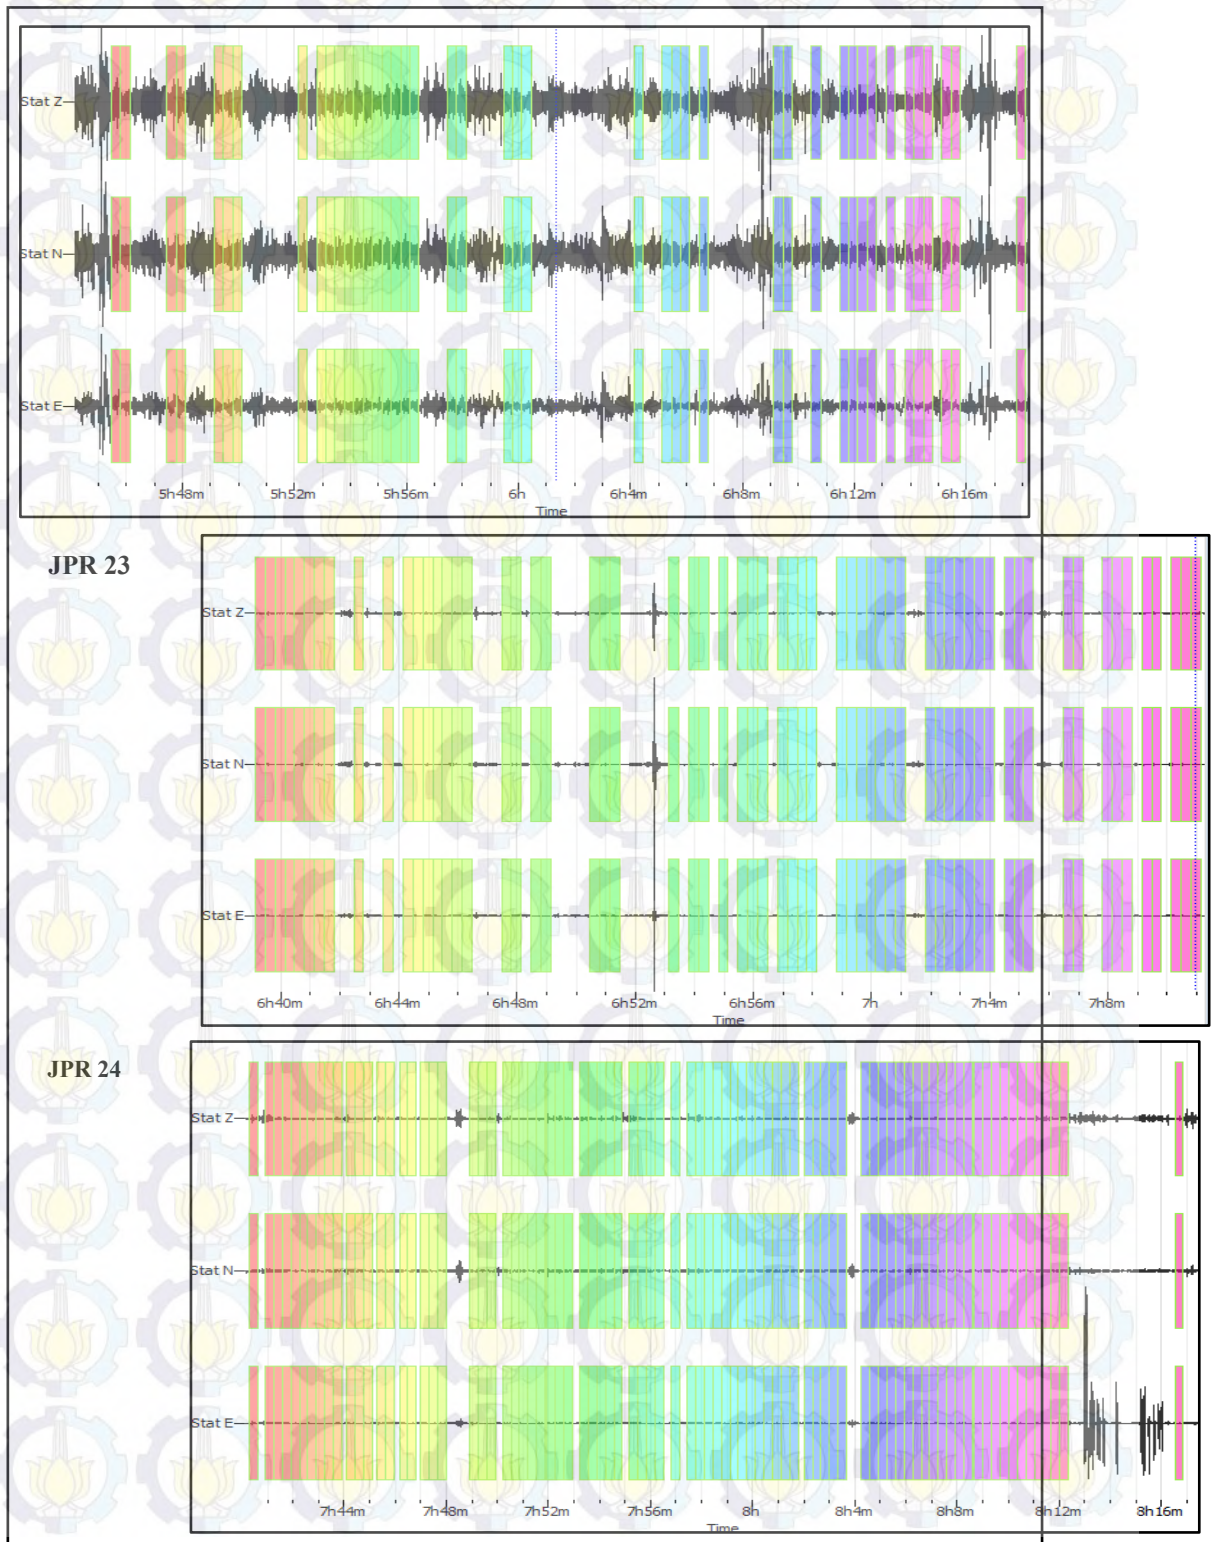 Stat Z
Stat N
Stat E
5h48m 5h52m 5h56m 6h 6h4m 6h8m 6h12m 6h16m
Time
JPR 23
Stat Z
Stat N
Stat E
6h40m 6h44m 6h48m 6h52m 6h56m 7h 7h4m 7h8m
Time
JPR 24
Stat Z
Stat N
Stat E
7h44m 7h48m 7h52m 7h56m 8h 8h4m 8h8m 8h12m 8h16m
Time